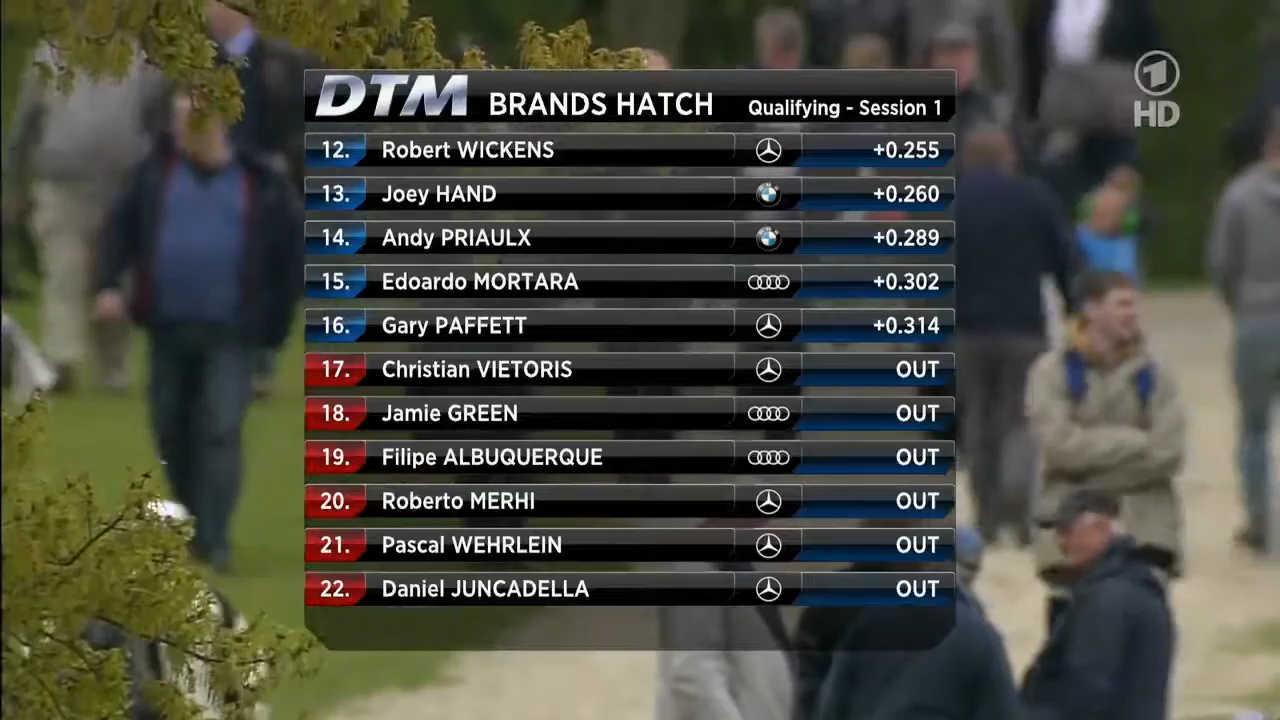 DTM BRANDS HATCH Qualifying - Session 1
12. Robert WICKENS +0.255
13. Joey HAND +0.260
14. Andy PRIAULX +0.289
15. Edoardo MORTARA +0.302
16. Gary PAFFETT +0.314
17. Christian VIETORIS OUT
18. Jamie GREEN OUT
19. Filipe ALBUQUERQUE OUT
20. Roberto MERHI OUT
21. Pascal WEHRLEIN OUT
22. Daniel JUNCADELLA OUT
1
HD